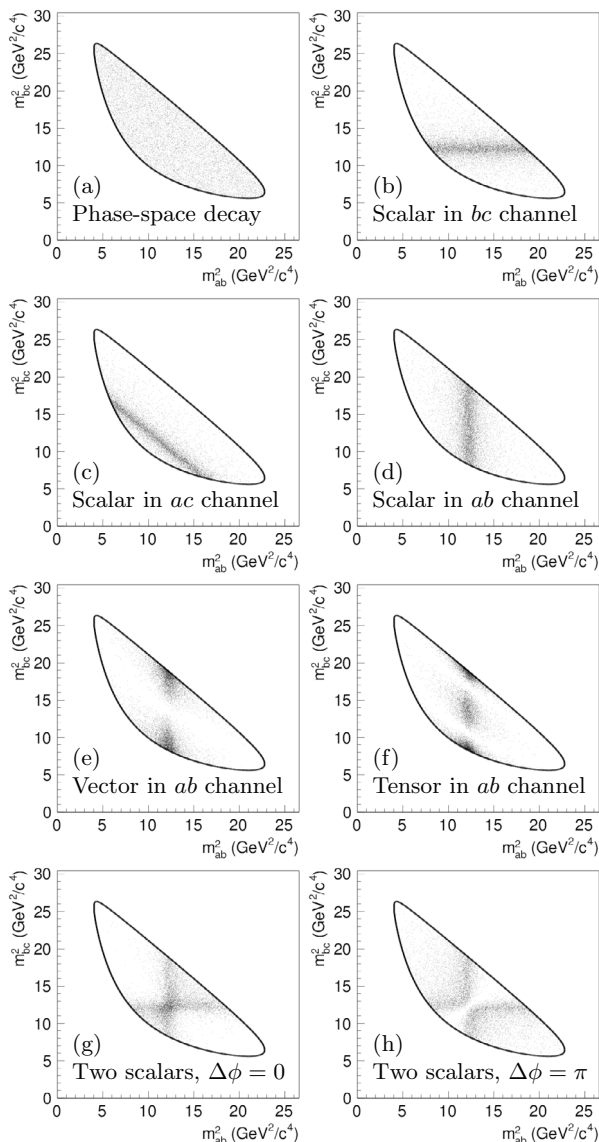 m²bc (GeV²/c⁴)
30
25
20
15
10
5
0
(a)
Phase-space decay
0 5 10 15 20 25
m²ab (GeV²/c⁴)
m²bc (GeV²/c⁴)
30
25
20
15
10
5
0
(b)
Scalar in bc channel
0 5 10 15 20 25
m²ab (GeV²/c⁴)
m²bc (GeV²/c⁴)
30
25
20
15
10
5
0
(c)
Scalar in ac channel
0 5 10 15 20 25
m²ab (GeV²/c⁴)
m²bc (GeV²/c⁴)
30
25
20
15
10
5
0
(d)
Scalar in ab channel
0 5 10 15 20 25
m²ab (GeV²/c⁴)
m²bc (GeV²/c⁴)
30
25
20
15
10
5
0
(e)
Vector in ab channel
0 5 10 15 20 25
m²ab (GeV²/c⁴)
m²bc (GeV²/c⁴)
30
25
20
15
10
5
0
(f)
Tensor in ab channel
0 5 10 15 20 25
m²ab (GeV²/c⁴)
m²bc (GeV²/c⁴)
30
25
20
15
10
5
0
(g)
Two scalars, Δϕ = 0
0 5 10 15 20 25
m²ab (GeV²/c⁴)
m²bc (GeV²/c⁴)
30
25
20
15
10
5
0
(h)
Two scalars, Δϕ = π
0 5 10 15 20 25
m²ab (GeV²/c⁴)